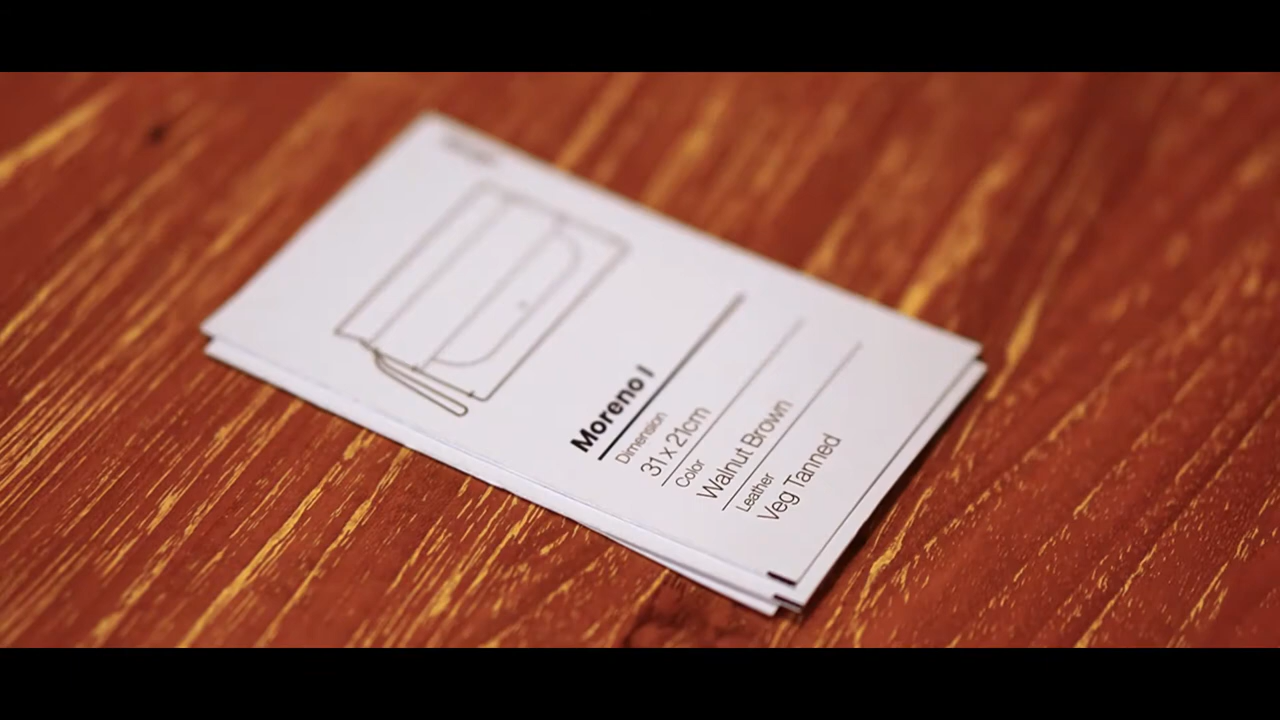 Moreno I
Dimension
31 x 21cm
Color
Walnut Brown
Leather
Veg Tanned